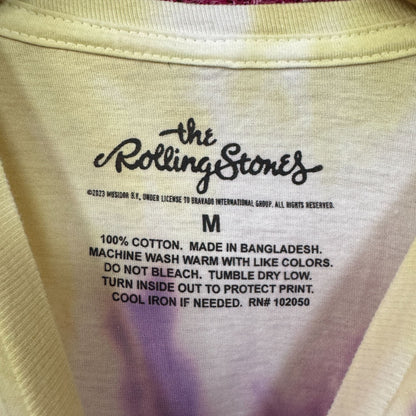 the
Rolling Stones
©2023 MUSIDOR B.V., UNDER LICENSE TO BRAVADO INTERNATIONAL GROUP. ALL RIGHTS RESERVED.
M
100% COTTON. MADE IN BANGLADESH.
MACHINE WASH WARM WITH LIKE COLORS.
DO NOT BLEACH. TUMBLE DRY LOW.
TURN INSIDE OUT TO PROTECT PRINT.
COOL IRON IF NEEDED. RN# 102050